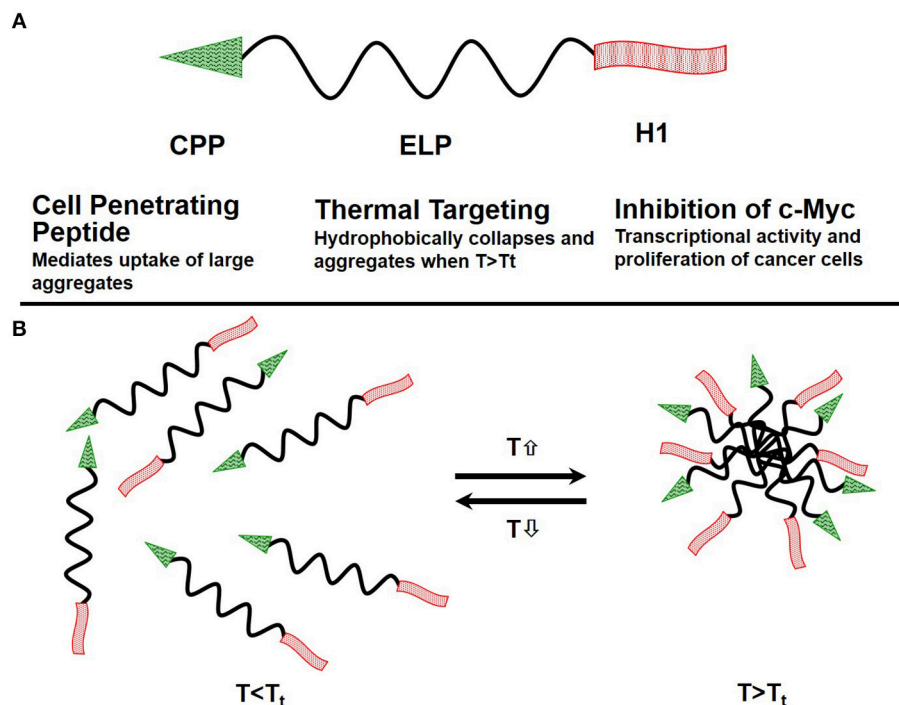 A
CPP
ELP
H1
Cell Penetrating
Peptide
Mediates uptake of large
aggregates
Thermal Targeting
Hydrophobically collapses and
aggregates when T>Tt
Inhibition of c-Myc
Transcriptional activity and
proliferation of cancer cells
B
T⇧
T⇩
T<Tt
T>Tt